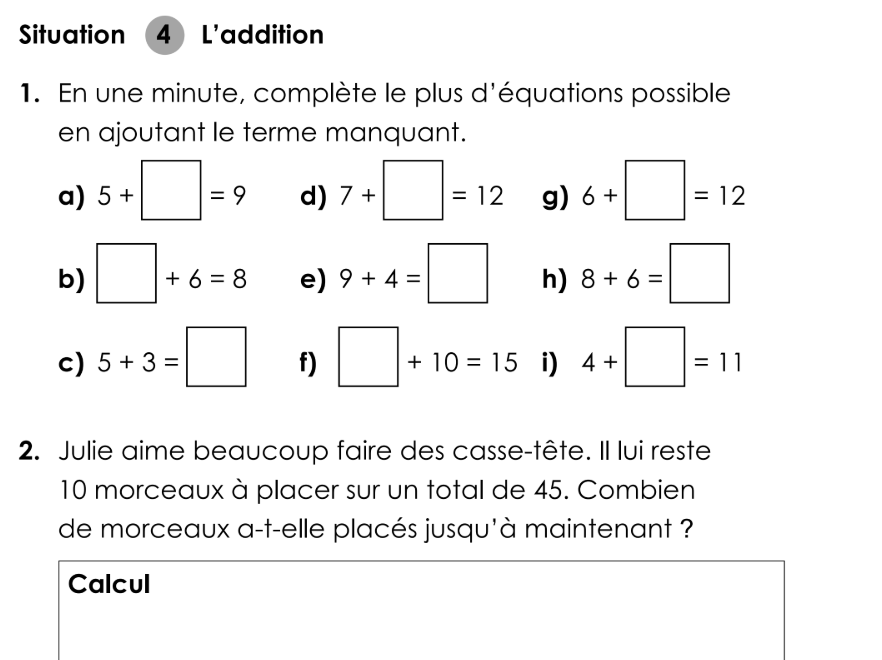 Situation 4 L'addition
1. En une minute, complète le plus d'équations possible
en ajoutant le terme manquant.
a) 5 + = 9 d) 7 + = 12 g) 6 + = 12
b) + 6 = 8 e) 9 + 4 = h) 8 + 6 =
c) 5 + 3 = f) + 10 = 15 i) 4 + = 11
2. Julie aime beaucoup faire des casse-tête. Il lui reste
10 morceaux à placer sur un total de 45. Combien
de morceaux a-t-elle placés jusqu'à maintenant ?
Calcul